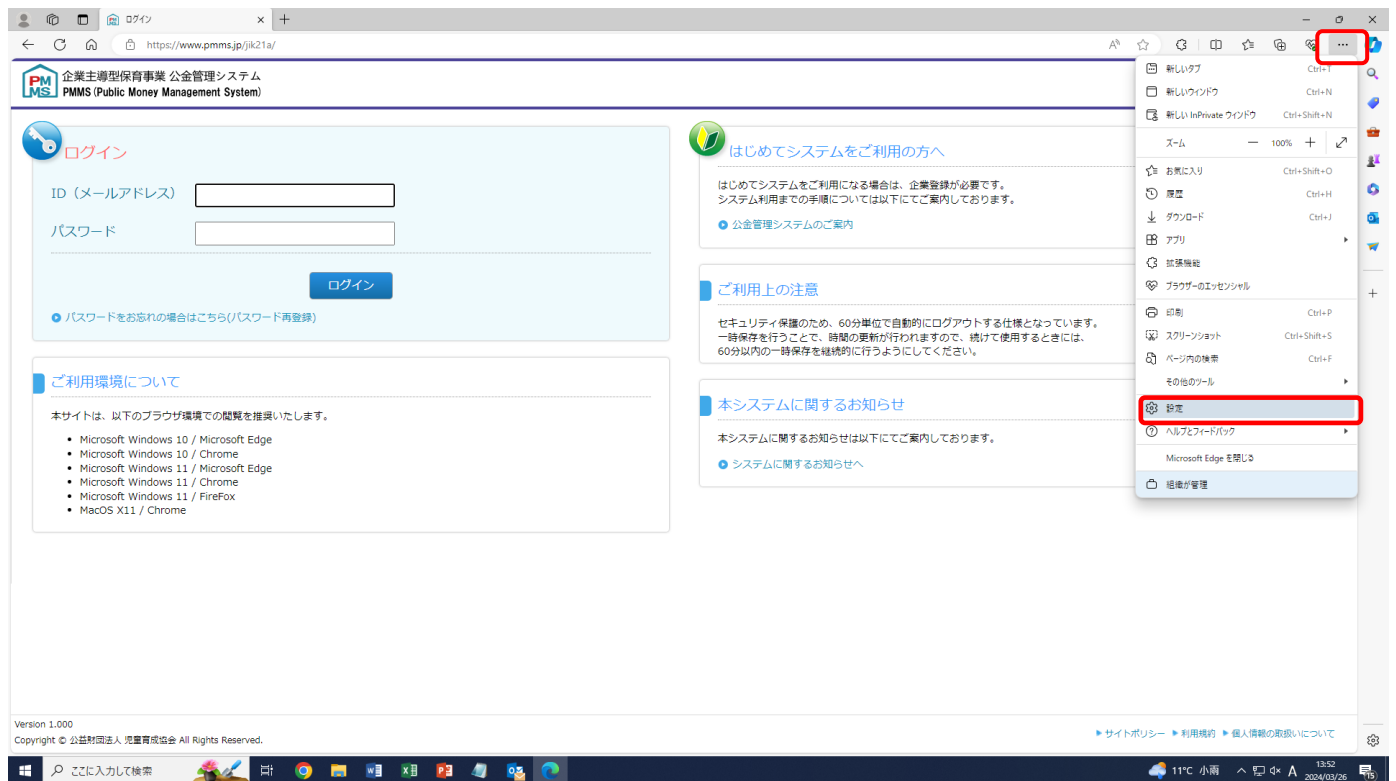 ログイン
https://www.pmms.jp/jik21a/
PMMS
企業主導型保育事業 公金管理システム
PMMS (Public Money Management System)
ログイン
ID（メールアドレス）
パスワード
ログイン
パスワードをお忘れの場合はこちら(パスワード再登録)
ご利用環境について
本サイトは、以下のブラウザ環境での閲覧を推奨いたします。
• Microsoft Windows 10 / Microsoft Edge
• Microsoft Windows 10 / Chrome
• Microsoft Windows 11 / Microsoft Edge
• Microsoft Windows 11 / Chrome
• Microsoft Windows 11 / FireFox
• MacOS X11 / Chrome
はじめてシステムをご利用の方へ
はじめてシステムをご利用になる場合は、企業登録が必要です。
システム利用までの手順については以下にてご案内しております。
公金管理システムのご案内
ご利用上の注意
セキュリティ保護のため、60分単位で自動的にログアウトする仕様となっています。
一時保存を行うことで、時間の更新が行われますので、続けて使用するときには、
60分以内の一時保存を継続的に行うようにしてください。
本システムに関するお知らせ
本システムに関するお知らせは以下にてご案内しております。
システムに関するお知らせへ
新しいタブ Ctrl+T
新しいウィンドウ Ctrl+N
新しい InPrivate ウィンドウ Ctrl+Shift+N
ズーム 100%
お気に入り Ctrl+Shift+O
履歴 Ctrl+H
ダウンロード Ctrl+J
アプリ
拡張機能
ブラウザーのエッセンシャル
印刷 Ctrl+P
スクリーンショット Ctrl+Shift+S
ページ内の検索 Ctrl+F
その他のツール
設定
ヘルプとフィードバック
Microsoft Edge を閉じる
組織が管理
Version 1.000
Copyright © 公益財団法人 児童育成協会 All Rights Reserved.
サイトポリシー 利用規約 個人情報の取扱いについて
ここに入力して検索
11°C 小雨 A 13:52
2024/03/26
15